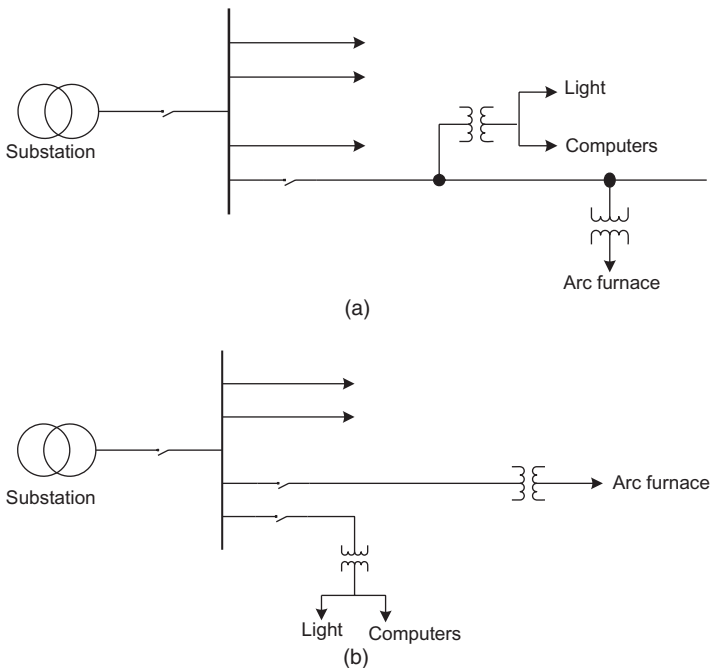 Light
Substation
Computers
Arc furnace
(a)
Substation
Arc furnace
Light
Computers
(b)